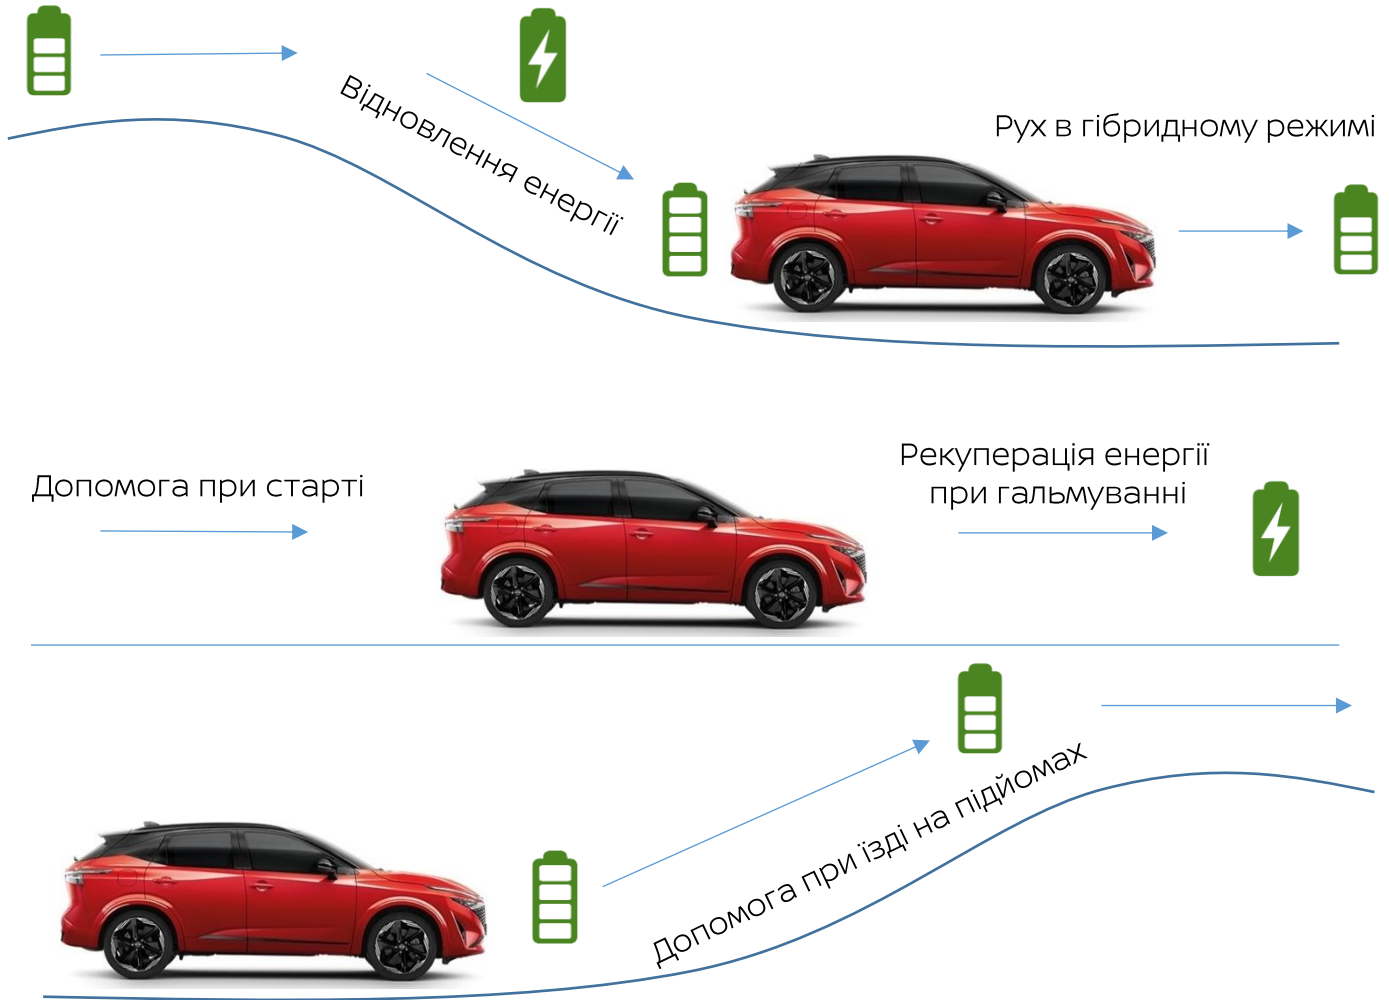 Відновлення енергії
Рух в гібридному режимі
Допомога при старті
Рекуперація енергії
при гальмуванні
Допомога при їзді на підйомах